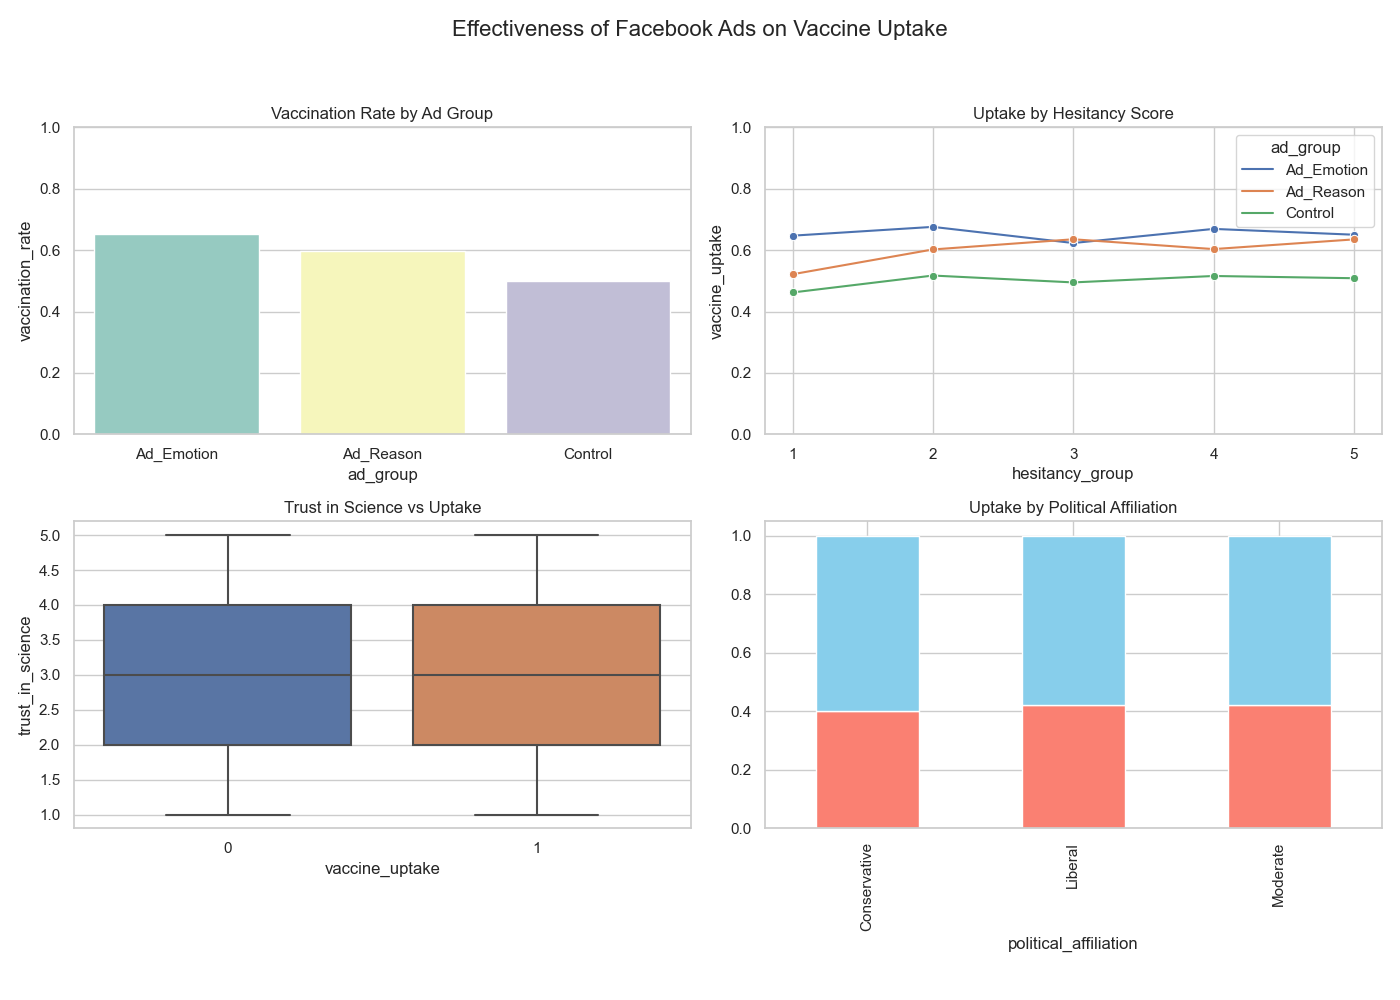 Effectiveness of Facebook Ads on Vaccine Uptake
Vaccination Rate by Ad Group
vaccination_rate
1.0
0.8
0.6
0.4
0.2
0.0
Ad_Emotion Ad_Reason Control
ad_group
Uptake by Hesitancy Score
vaccine_uptake
1.0
0.8
0.6
0.4
0.2
0.0
ad_group
Ad_Emotion
Ad_Reason
Control
1 2 3 4 5
hesitancy_group
Trust in Science vs Uptake
trust_in_science
5.0
4.5
4.0
3.5
3.0
2.5
2.0
1.5
1.0
0 1
vaccine_uptake
Uptake by Political Affiliation
1.0
0.8
0.6
0.4
0.2
0.0
Conservative
Liberal
Moderate
political_affiliation